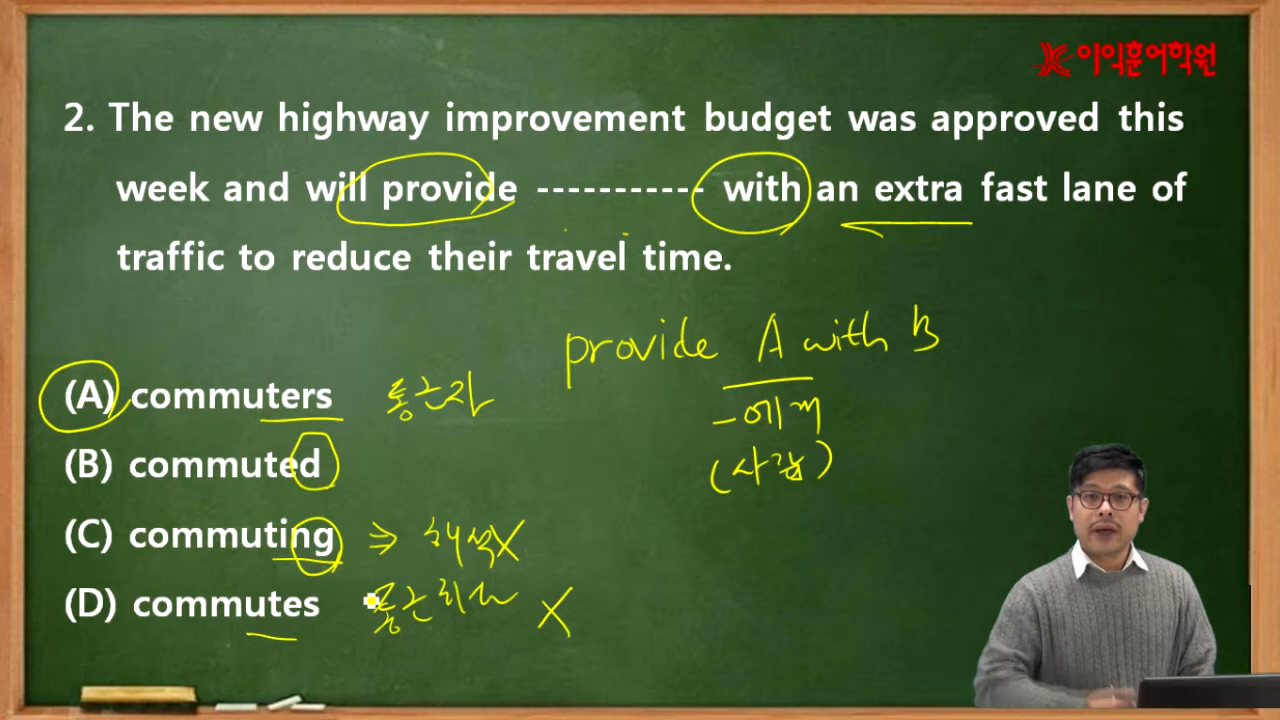 이익훈어학원
2. The new highway improvement budget was approved this
week and will provide ---------- with an extra fast lane of
traffic to reduce their travel time.
provide A with B
-에게
(사람)
(A) commuters 통근자
(B) commuted
(C) commuting ⇒ 해석X
(D) commutes 통근 X